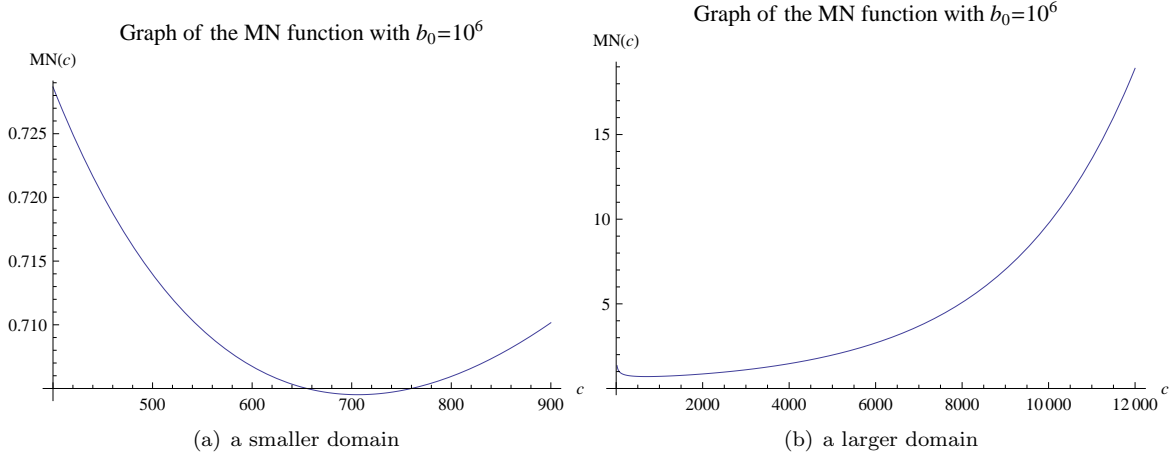 Graph of the MN function with b₀=10⁶
MN(c)
0.725
0.720
0.715
0.710
500
600
700
800
900
c
(a) a smaller domain
Graph of the MN function with b₀=10⁶
MN(c)
15
10
5
2000
4000
6000
8000
10000
12000
c
(b) a larger domain